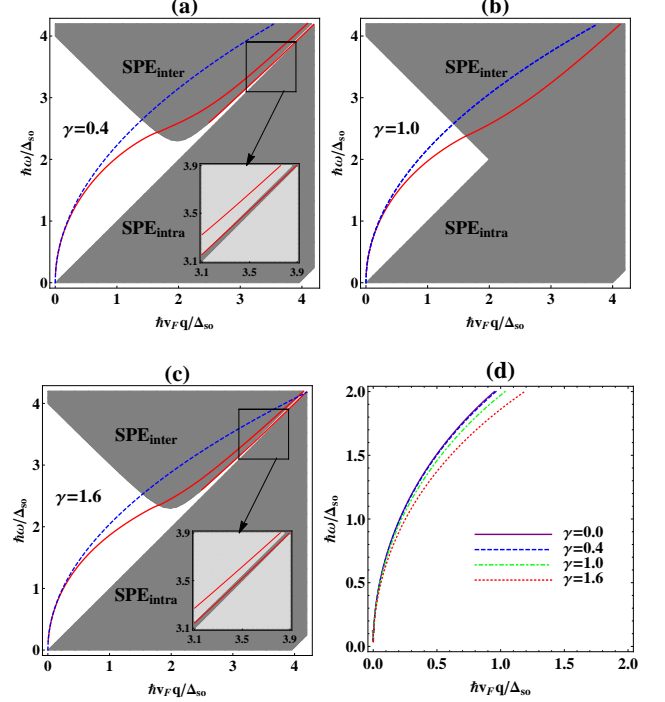 (a)
4
3
2
1
0
ħω/Δso
SPEinter
γ=0.4
SPEintra
3.9
3.5
3.1
3.1 3.5 3.9
0 1 2 3 4
ħvFq/Δso
(b)
4
3
2
1
0
ħω/Δso
SPEinter
γ=1.0
SPEintra
0 1 2 3 4
ħvFq/Δso
(c)
4
3
2
1
0
ħω/Δso
SPEinter
γ=1.6
SPEintra
3.9
3.5
3.1
3.1 3.5 3.9
0 1 2 3 4
ħvFq/Δso
(d)
2.0
1.5
1.0
0.5
0.0
ħω/Δso
γ=0.0
γ=0.4
γ=1.0
γ=1.6
0.0 0.5 1.0 1.5 2.0
ħvFq/Δso